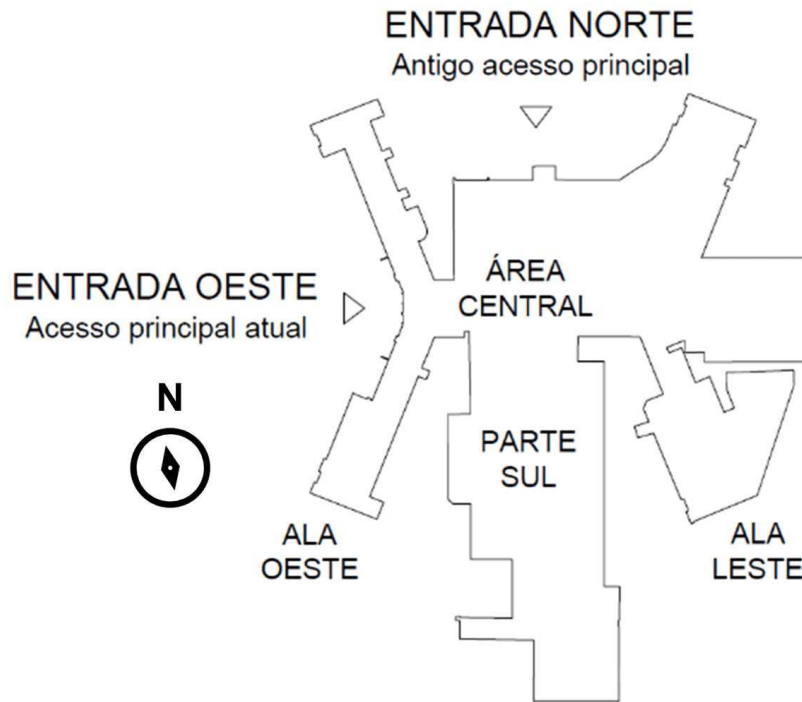 ENTRADA NORTE
Antigo acesso principal
ENTRADA OESTE
Acesso principal atual
ÁREA
CENTRAL
N
PARTE
SUL
ALA
OESTE
ALA
LESTE